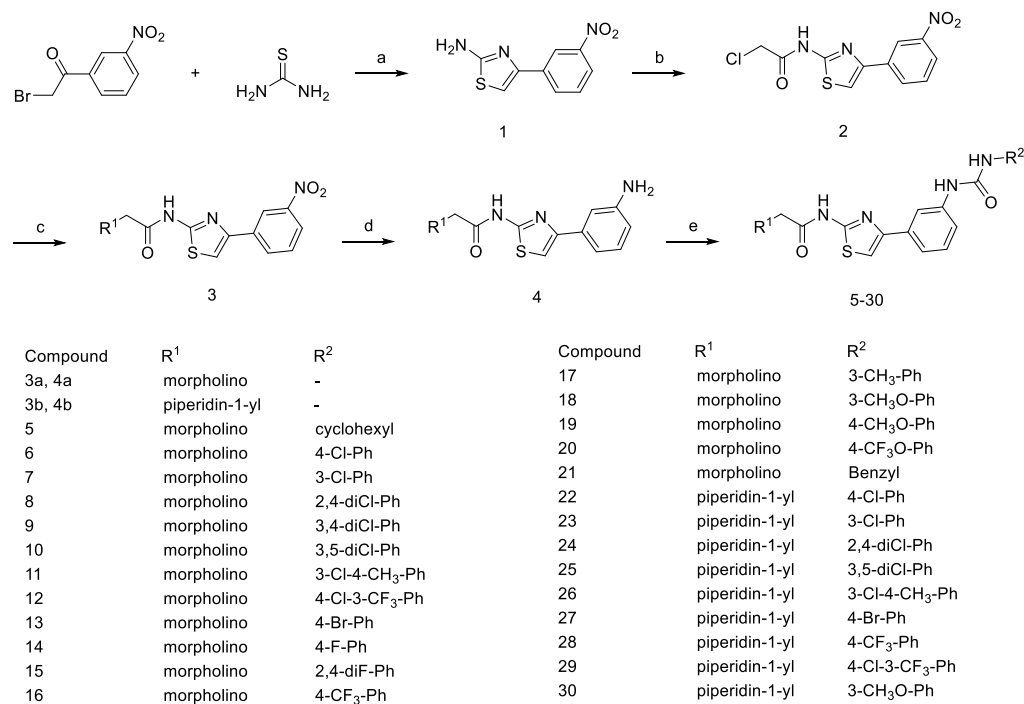 O
NO₂
Br
+
S
NH₂
NH₂
a
NH₂
N
S
NO₂
1
b
Cl
O
H
N
N
S
NO₂
2
c
R¹
O
H
N
N
S
NO₂
3
d
R¹
O
H
N
N
S
NH₂
4
e
R¹
O
H
N
N
S
HN
O
HN-R²
5-30
Compound R¹ R²
3a, 4a morpholino -
3b, 4b piperidin-1-yl -
5 morpholino cyclohexyl
6 morpholino 4-Cl-Ph
7 morpholino 3-Cl-Ph
8 morpholino 2,4-diCl-Ph
9 morpholino 3,4-diCl-Ph
10 morpholino 3,5-diCl-Ph
11 morpholino 3-Cl-4-CH₃-Ph
12 morpholino 4-Cl-3-CF₃-Ph
13 morpholino 4-Br-Ph
14 morpholino 4-F-Ph
15 morpholino 2,4-diF-Ph
16 morpholino 4-CF₃-Ph
Compound R¹ R²
17 morpholino 3-CH₃-Ph
18 morpholino 3-CH₃O-Ph
19 morpholino 4-CH₃O-Ph
20 morpholino 4-CF₃O-Ph
21 morpholino Benzyl
22 piperidin-1-yl 4-Cl-Ph
23 piperidin-1-yl 3-Cl-Ph
24 piperidin-1-yl 2,4-diCl-Ph
25 piperidin-1-yl 3,5-diCl-Ph
26 piperidin-1-yl 3-Cl-4-CH₃-Ph
27 piperidin-1-yl 4-Br-Ph
28 piperidin-1-yl 4-CF₃-Ph
29 piperidin-1-yl 4-Cl-3-CF₃-Ph
30 piperidin-1-yl 3-CH₃O-Ph